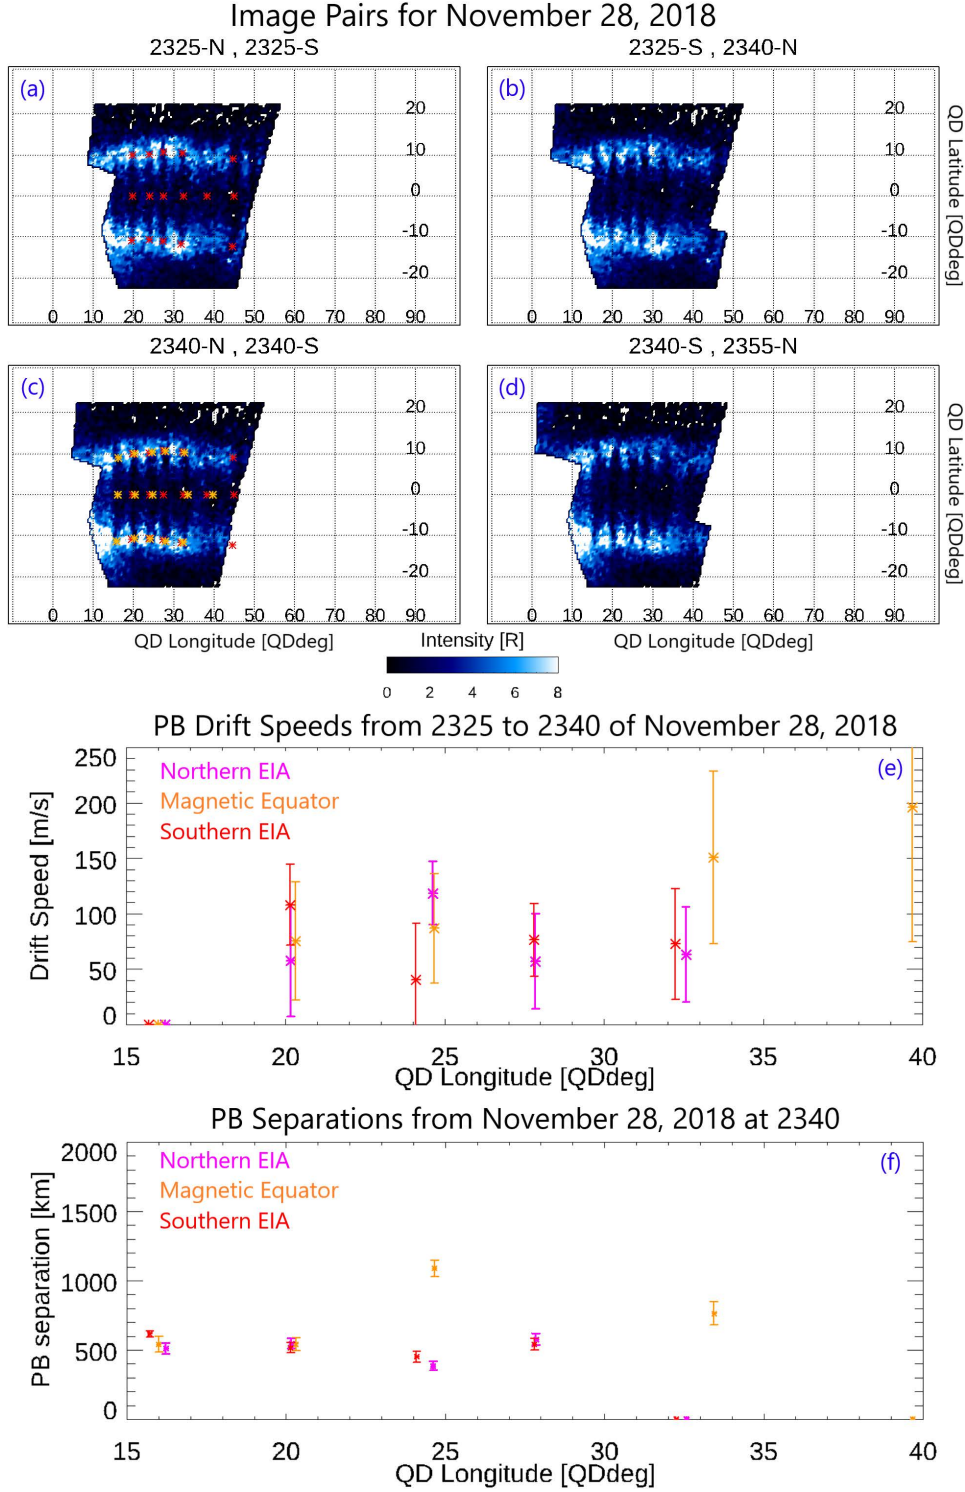 Image Pairs for November 28, 2018
2325-N , 2325-S
2325-S , 2340-N
(a)
20
10
0
-10
-20
0 10 20 30 40 50 60 70 80 90
(b)
20
10
0
-10
-20
0 10 20 30 40 50 60 70 80 90
QD Latitude [QDdeg]
2340-N , 2340-S
2340-S , 2355-N
(c)
20
10
0
-10
-20
0 10 20 30 40 50 60 70 80 90
QD Longitude [QDdeg]
(d)
20
10
0
-10
-20
0 10 20 30 40 50 60 70 80 90
QD Longitude [QDdeg]
QD Latitude [QDdeg]
Intensity [R]
0 2 4 6 8
PB Drift Speeds from 2325 to 2340 of November 28, 2018
Northern EIA
Magnetic Equator
Southern EIA
(e)
250
200
150
100
50
0
Drift Speed [m/s]
15 20 25 30 35 40
QD Longitude [QDdeg]
PB Separations from November 28, 2018 at 2340
Northern EIA
Magnetic Equator
Southern EIA
(f)
2000
1500
1000
500
0
PB separation [km]
15 20 25 30 35 40
QD Longitude [QDdeg]